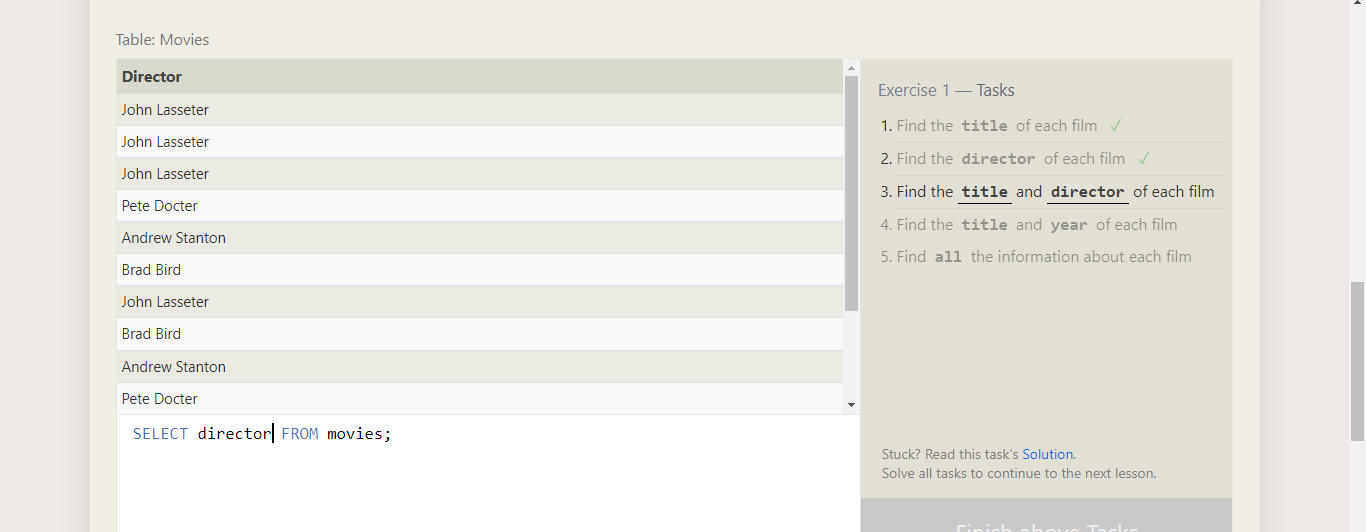 Table: Movies
Director
John Lasseter
John Lasseter
John Lasseter
Pete Docter
Andrew Stanton
Brad Bird
John Lasseter
Brad Bird
Andrew Stanton
Pete Docter
SELECT director FROM movies;
Exercise 1 — Tasks
1. Find the title of each film ✓
2. Find the director of each film ✓
3. Find the title and director of each film
4. Find the title and year of each film
5. Find all the information about each film
Stuck? Read this task's Solution.
Solve all tasks to continue to the next lesson.
Finish above Tasks